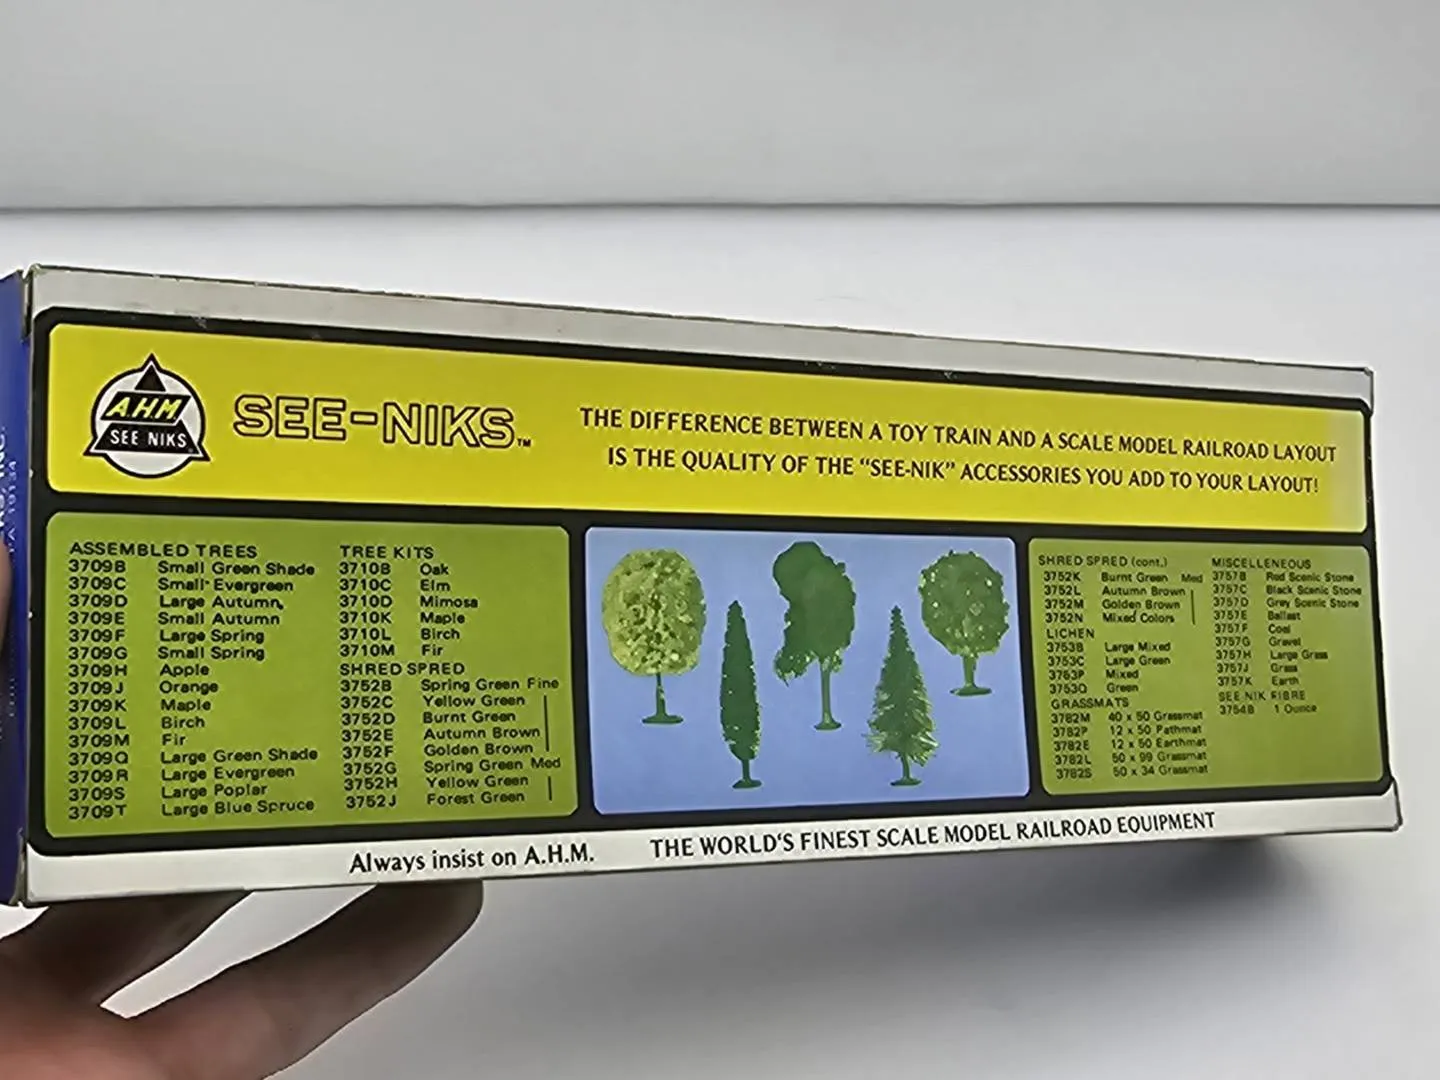 A.H.M.
SEE NIKS
SEE-NIKS™
THE DIFFERENCE BETWEEN A TOY TRAIN AND A SCALE MODEL RAILROAD LAYOUT
IS THE QUALITY OF THE "SEE-NIK" ACCESSORIES YOU ADD TO YOUR LAYOUT!
ASSEMBLED TREES
3709B Small Green Shade
3709C Small Evergreen
3709D Large Autumn
3709E Small Autumn
3709F Large Spring
3709G Small Spring
3709H Apple
3709J Orange
3709K Maple
3709L Birch
3709M Fir
3709Q Large Green Shade
3709R Large Evergreen
3709S Large Poplar
3709T Large Blue Spruce
TREE KITS
3710B Oak
3710C Elm
3710D Mimosa
3710K Maple
3710L Birch
3710M Fir
SHRED SPRED
3752B Spring Green Fine
3752C Yellow Green
3752D Burnt Green
3752E Autumn Brown
3752F Golden Brown
3752G Spring Green Med
3752H Yellow Green
3752J Forest Green
SHRED SPRED (cont.)
3752K Burnt Green Med
3752L Autumn Brown
3752M Golden Brown
3752N Mixed Colors
LICHEN
3753B Large Mixed
3753C Large Green
3753P Mixed
3753Q Green
GRASSMATS
3782M 40 x 50 Grassmat
3782P 12 x 50 Pathmat
3782E 12 x 50 Earthmat
3782L 50 x 99 Grassmat
3782S 50 x 34 Grassmat
MISCELLENEOUS
3757B Red Scenic Stone
3757C Black Scenic Stone
3757D Grey Scenic Stone
3757E Ballast
3757F Coal
3757G Gravel
3757H Large Grass
3757J Grass
3757K Earth
SEE NIK FIBRE
3754B 1 Ounce
Always insist on A.H.M. THE WORLD'S FINEST SCALE MODEL RAILROAD EQUIPMENT
19134